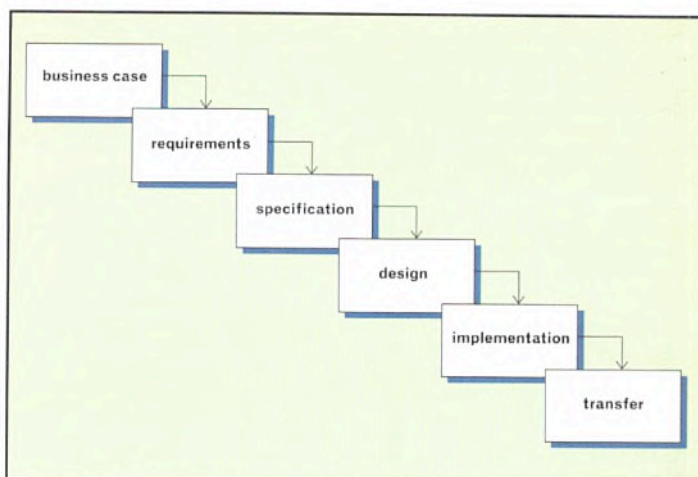 business case
requirements
specification
design
implementation
transfer